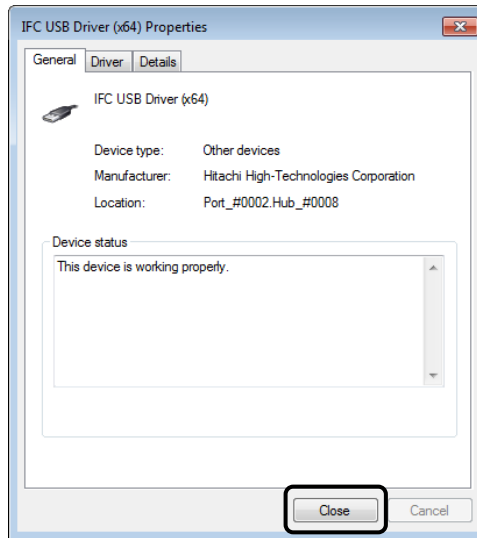 IFC USB Driver (x64) Properties
General Driver Details
IFC USB Driver (x64)
Device type: Other devices
Manufacturer: Hitachi High-Technologies Corporation
Location: Port_#0002.Hub_#0008
Device status
This device is working properly.
Close Cancel